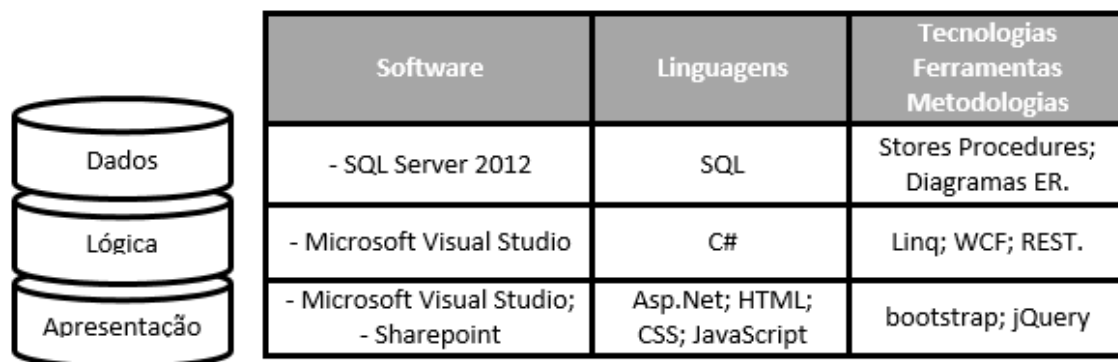 Software
Linguagens
Tecnologias
Ferramentas
Metodologias
Dados
- SQL Server 2012
SQL
Stores Procedures;
Diagramas ER.
Lógica
- Microsoft Visual Studio
C#
Linq; WCF; REST.
Apresentação
- Microsoft Visual Studio;
- Sharepoint
Asp.Net; HTML;
CSS; JavaScript
bootstrap; jQuery